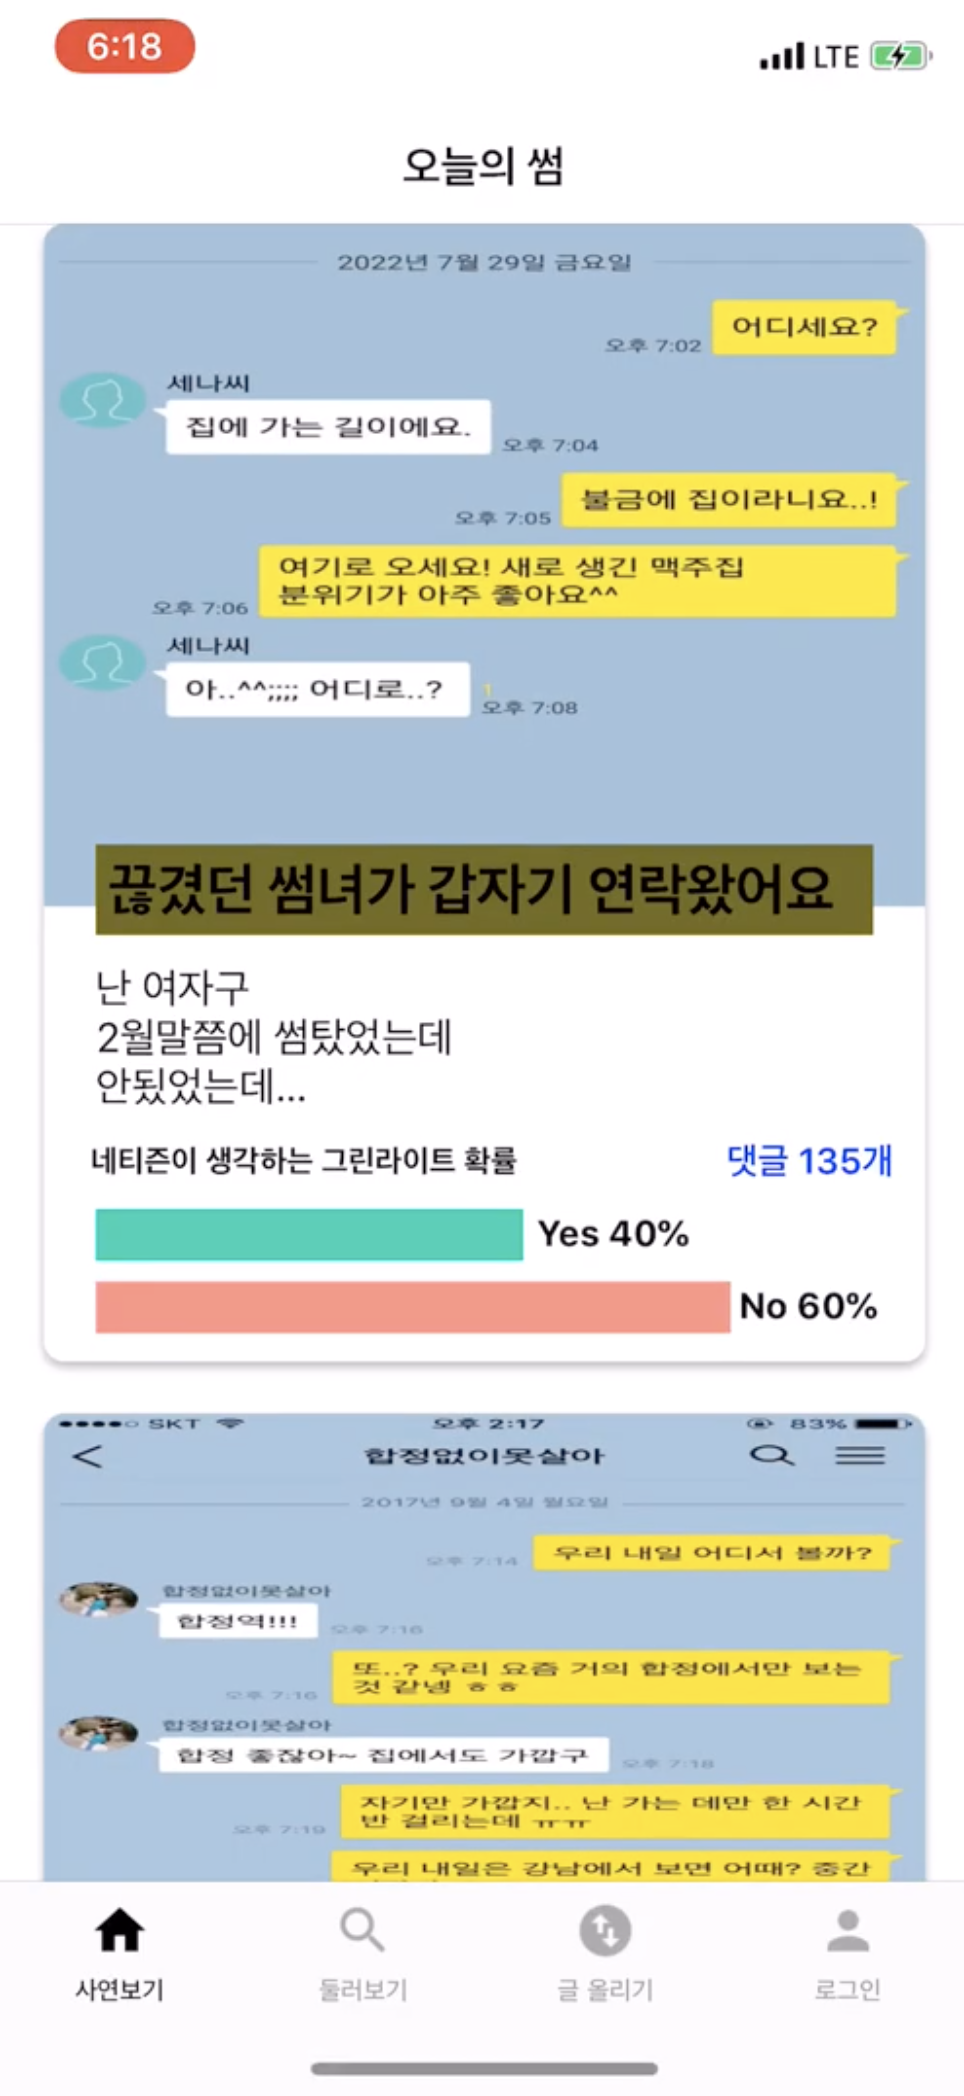 6:18
LTE
오늘의 썸
2022년 7월 29일 금요일
어디세요?
오후 7:02
세나씨
집에 가는 길이에요.
오후 7:04
불금에 집이라니요..!
오후 7:05
여기로 오세요! 새로 생긴 맥주집
분위기가 아주 좋아요^^
오후 7:06
세나씨
아..^^;;;; 어디로..?
1
오후 7:08
끊겼던 썸녀가 갑자기 연락왔어요
난 여자구
2월말쯤에 썸탔었는데
안됬었는데...
네티즌이 생각하는 그린라이트 확률
댓글 135개
Yes 40%
No 60%
SKT
오후 2:17
83%
합정없이못살아
2017년 9월 4일 월요일
우리 내일 어디서 볼까?
오후 7:14
합정없이못살아
합정역!!!
오후 7:16
또..? 우리 요즘 거의 합정에서만 보는
것 같넹 ㅎㅎ
오후 7:16
합정없이못살아
합정 좋잖아~ 집에서도 가깝구
오후 7:18
자기만 가깝지.. 난 가는 데만 한 시간
반 걸리는데 ㅠㅠ
오후 7:19
우리 내일은 강남에서 보면 어때? 중간
사연보기
둘러보기
글 올리기
로그인